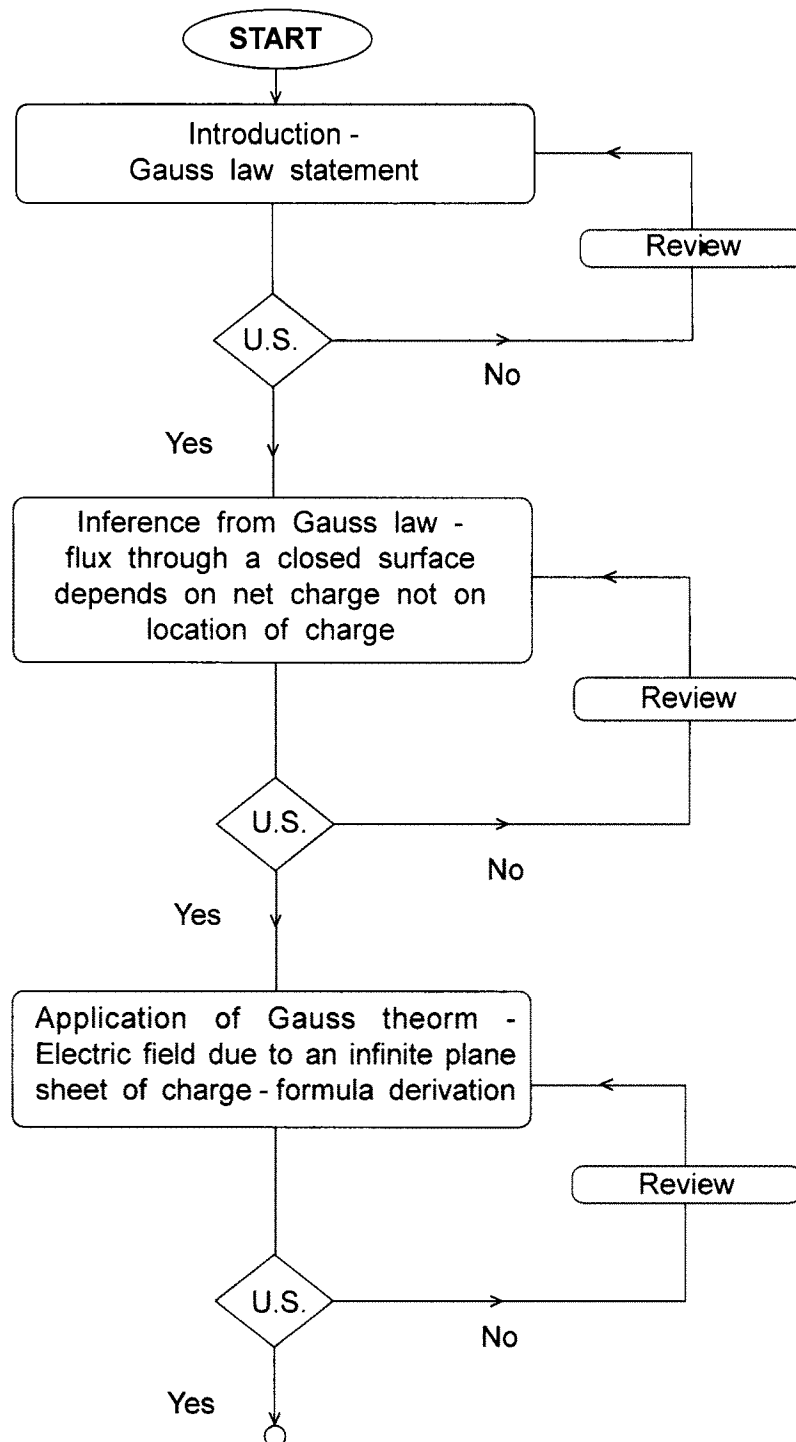 START
Introduction -
Gauss law statement
Review
U.S.
No
Yes
Inference from Gauss law -
flux through a closed surface
depends on net charge not on
location of charge
Review
U.S.
No
Yes
Application of Gauss theorm -
Electric field due to an infinite plane
sheet of charge - formula derivation
Review
U.S.
No
Yes